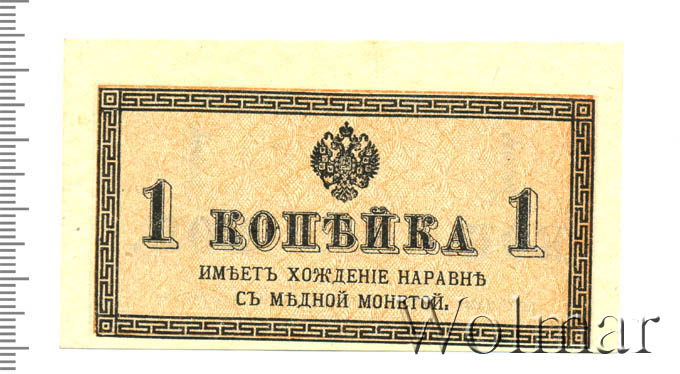 1 КОПѢЙКА 1
ИМѢЕТЪ ХОЖДЕНІЕ НАРАВНѢ
СЪ МѢДНОЙ МОНЕТОЙ.
Wolmar